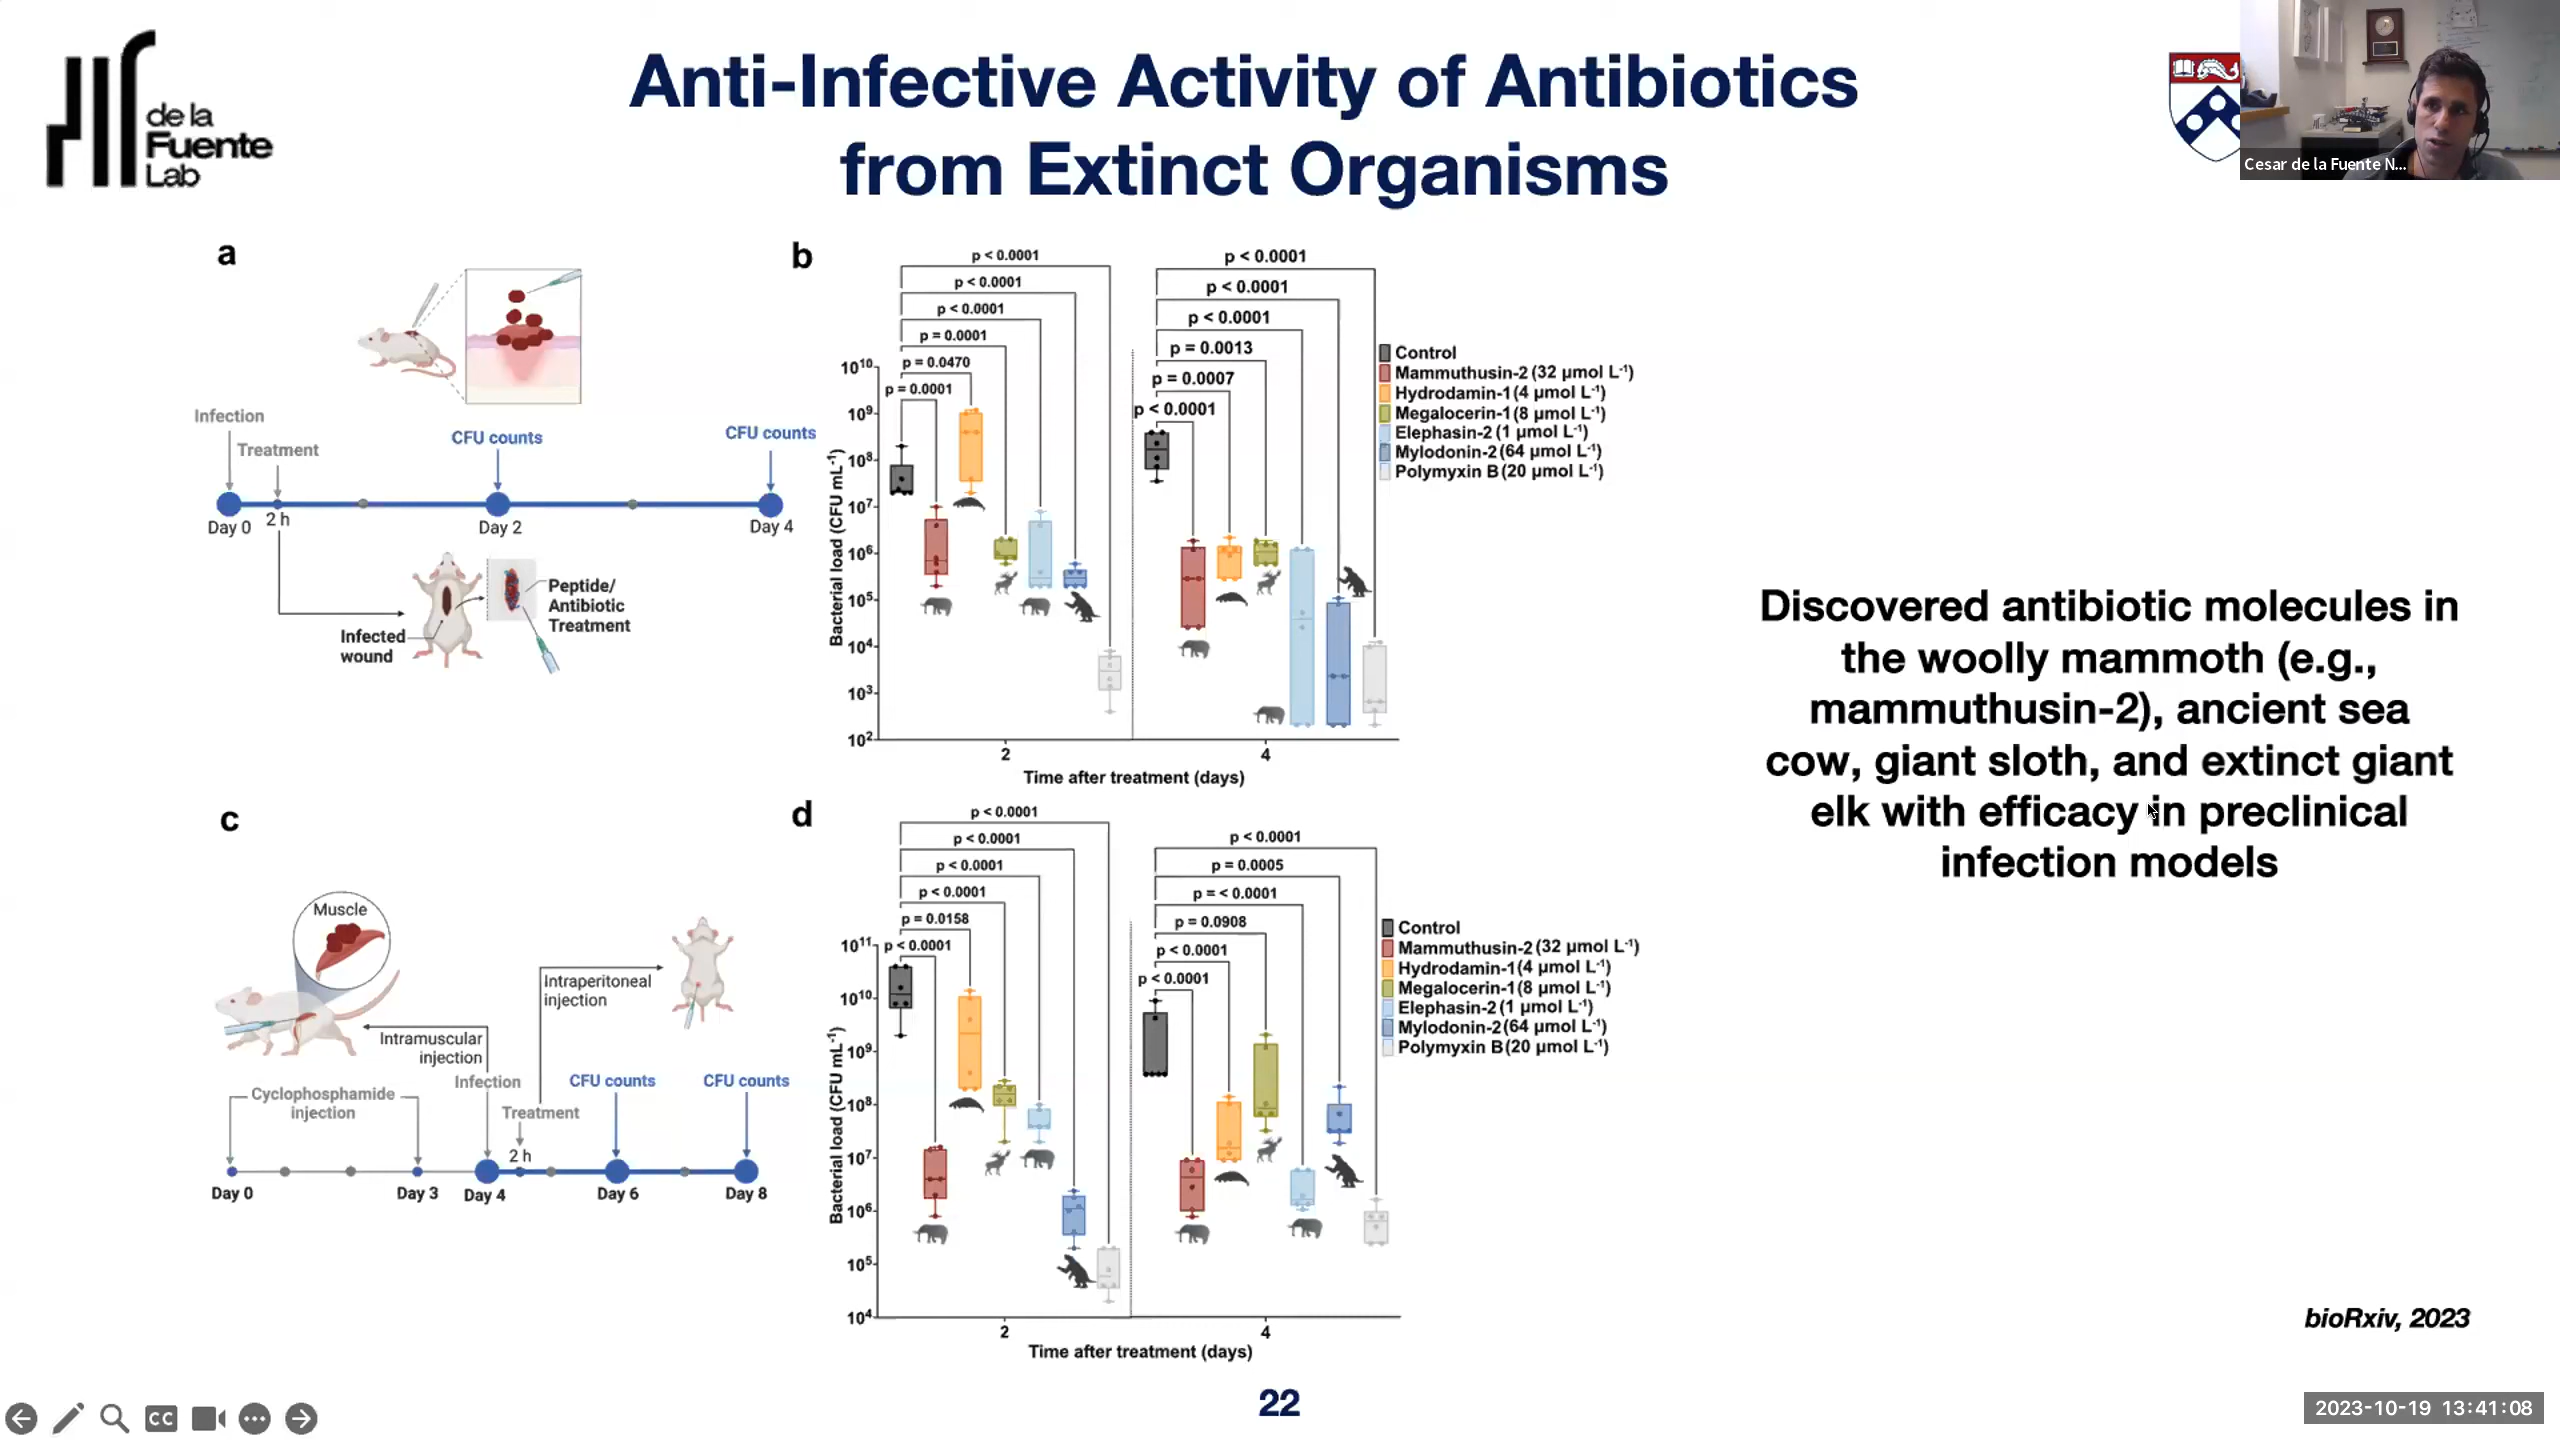 de la
Fuente
Lab
Anti-Infective Activity of Antibiotics
from Extinct Organisms
Cesar de la Fuente N...
a
Infection
Treatment
CFU counts
CFU counts
Day 0
2 h
Day 2
Day 4
Infected
wound
Peptide/
Antibiotic
Treatment
b
p < 0.0001
p < 0.0001
p < 0.0001
p = 0.0001
p = 0.0470
p = 0.0001
p < 0.0001
p < 0.0001
p < 0.0001
p = 0.0013
p = 0.0007
p < 0.0001
Bacterial load (CFU mL⁻¹)
10¹⁰
10⁹
10⁸
10⁷
10⁶
10⁵
10⁴
10³
10²
2
4
Time after treatment (days)
Control
Mammuthusin-2 (32 µmol L⁻¹)
Hydrodamin-1 (4 µmol L⁻¹)
Megalocerin-1 (8 µmol L⁻¹)
Elephasin-2 (1 µmol L⁻¹)
Mylodonin-2 (64 µmol L⁻¹)
Polymyxin B (20 µmol L⁻¹)
Discovered antibiotic molecules in
the woolly mammoth (e.g.,
mammuthusin-2), ancient sea
cow, giant sloth, and extinct giant
elk with efficacy in preclinical
infection models
c
Muscle
Intraperitoneal
injection
Intramuscular
injection
Cyclophosphamide
injection
Infection
Treatment
CFU counts
CFU counts
2 h
Day 0
Day 3
Day 4
Day 6
Day 8
d
p < 0.0001
p < 0.0001
p < 0.0001
p < 0.0001
p = 0.0158
p < 0.0001
p < 0.0001
p = 0.0005
p = < 0.0001
p = 0.0908
p < 0.0001
p < 0.0001
Bacterial load (CFU mL⁻¹)
10¹¹
10¹⁰
10⁹
10⁸
10⁷
10⁶
10⁵
10⁴
2
4
Time after treatment (days)
Control
Mammuthusin-2 (32 µmol L⁻¹)
Hydrodamin-1 (4 µmol L⁻¹)
Megalocerin-1 (8 µmol L⁻¹)
Elephasin-2 (1 µmol L⁻¹)
Mylodonin-2 (64 µmol L⁻¹)
Polymyxin B (20 µmol L⁻¹)
bioRxiv, 2023
22
CC
2023-10-19 13:41:08